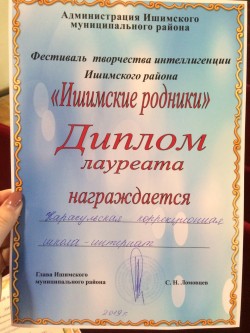 Администрация Ишимского
муниципального района
Фестиваль творчества интеллигенции
Ишимского района
«Ишимские родники»
Диплом
лауреата
награждается
Карасульская коррекционная
школа-интернат
Глава Ишимского
муниципального района С.Н. Ломовцев
2019 г.